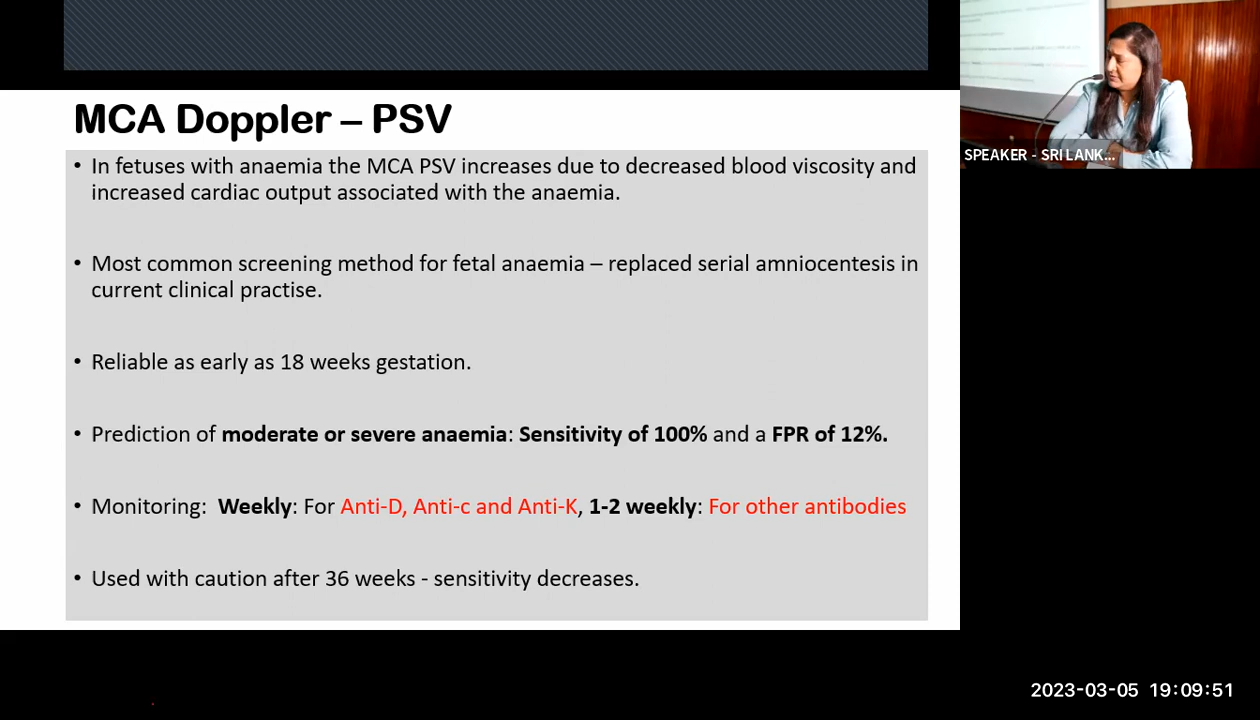 MCA Doppler – PSV
• In fetuses with anaemia the MCA PSV increases due to decreased blood viscosity and
increased cardiac output associated with the anaemia.
• Most common screening method for fetal anaemia – replaced serial amniocentesis in
current clinical practise.
• Reliable as early as 18 weeks gestation.
• Prediction of moderate or severe anaemia: Sensitivity of 100% and a FPR of 12%.
• Monitoring: Weekly: For Anti-D, Anti-c and Anti-K, 1-2 weekly: For other antibodies
• Used with caution after 36 weeks - sensitivity decreases.
SPEAKER - SRI LANK...
2023-03-05 19:09:51